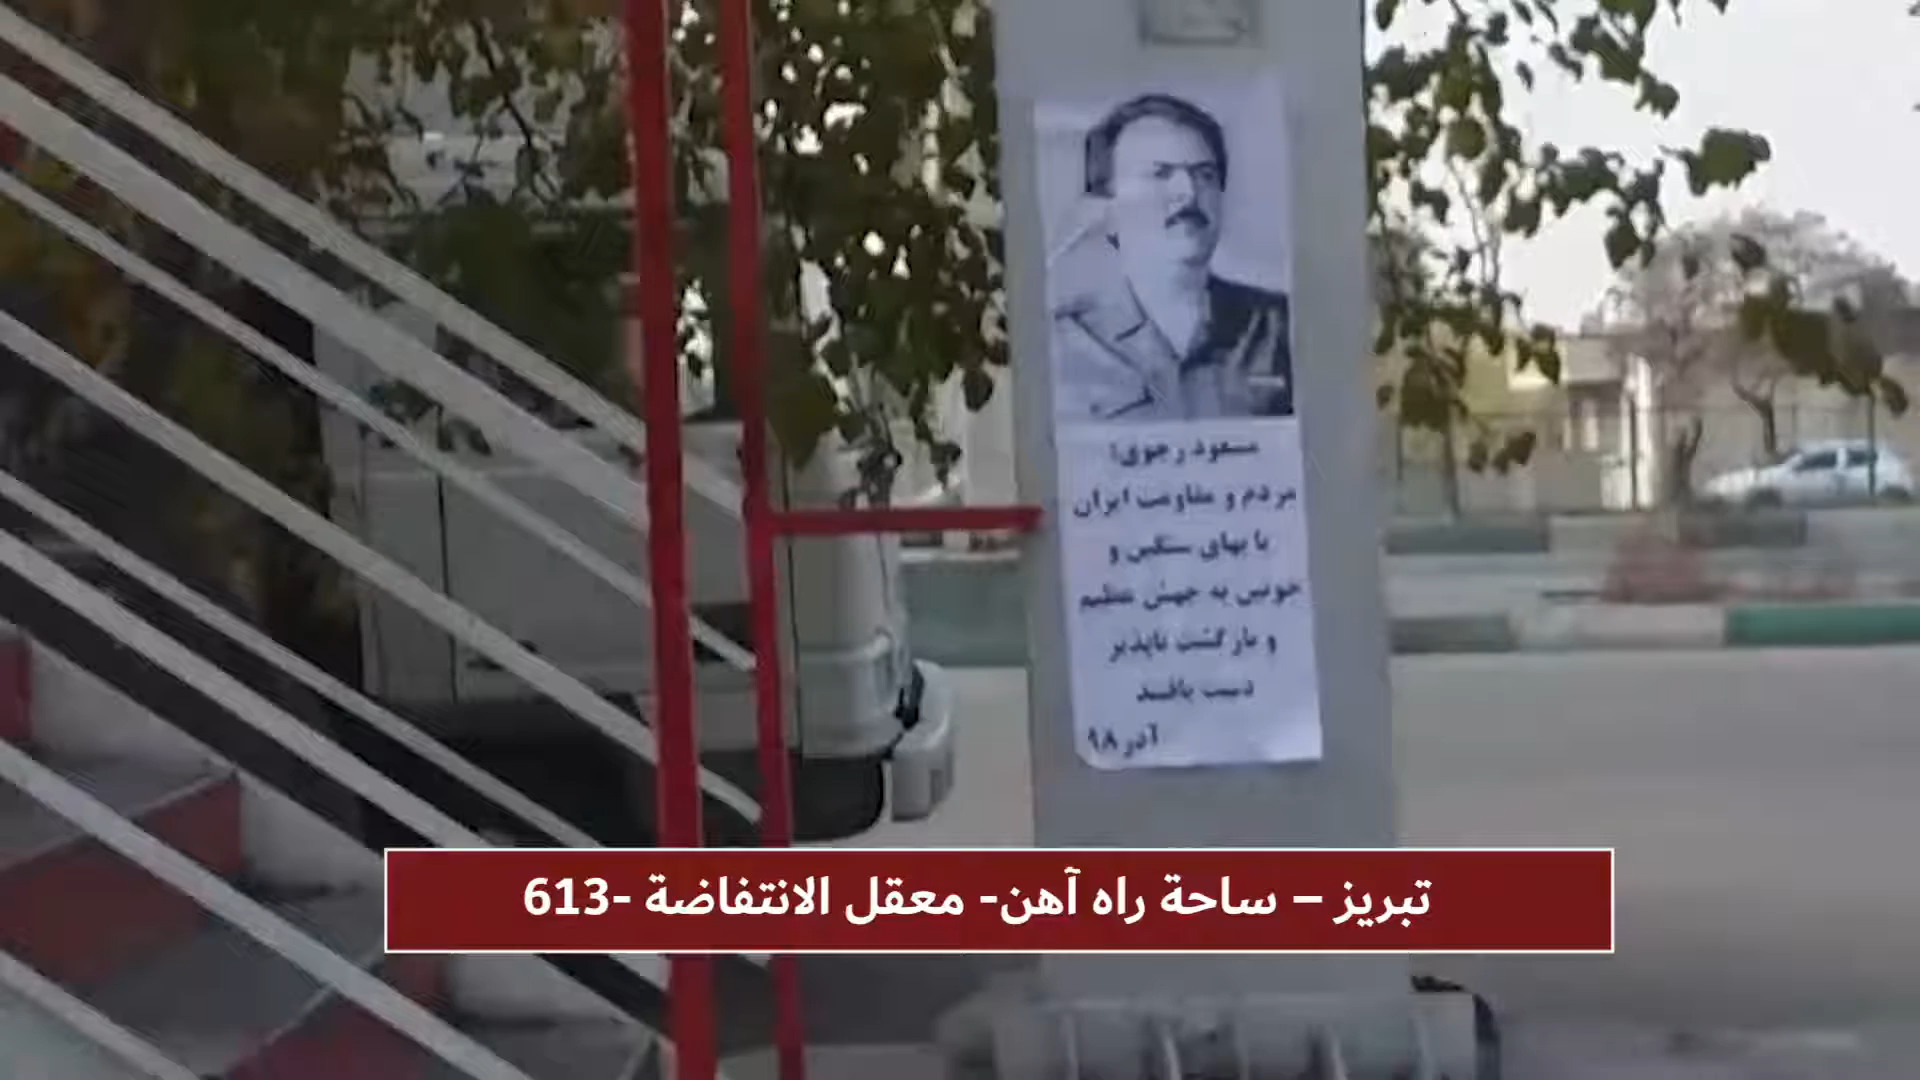 مسعود رجوی:
مردم و مقاومت ایران
با بهای سنگین و
خونین به جهش عظیم
و بازگشت ناپذیر
دست یافتند
آذر ۹۸
تبریز – ساحة راه آهن- معقل الانتفاضة -613